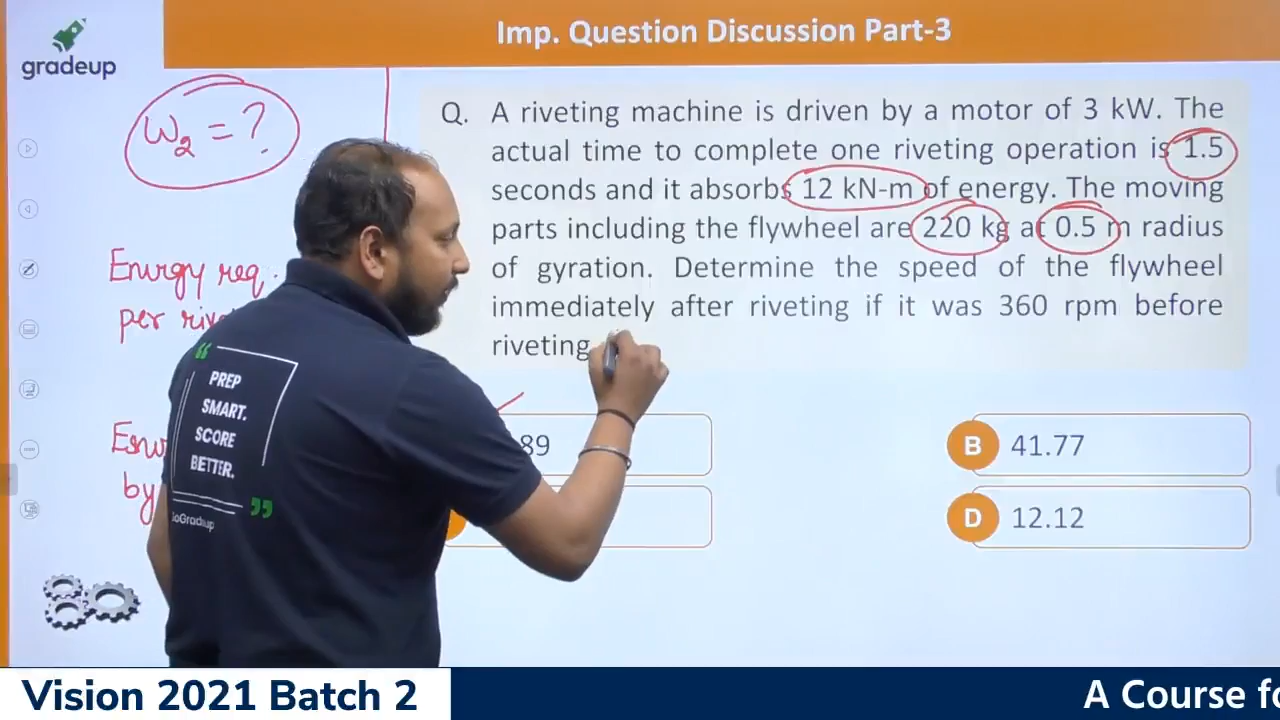 Imp. Question Discussion Part-3
gradeup
W2 = ?
Q. A riveting machine is driven by a motor of 3 kW. The
actual time to complete one riveting operation is 1.5
seconds and it absorbs 12 kN-m of energy. The moving
parts including the flywheel are 220 kg at 0.5 m radius
of gyration. Determine the speed of the flywheel
immediately after riveting if it was 360 rpm before
riveting
Energy req.
per
by
“
PREP
SMART.
SCORE
BETTER.
”
89
B 41.77
D 12.12
Vision 2021 Batch 2
A Course